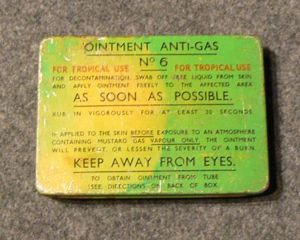 OINTMENT ANTI-GAS
Nº 6
FOR TROPICAL USE FOR TROPICAL USE
FOR DECONTAMINATION, SWAB OFF FREE LIQUID FROM SKIN
AND APPLY OINTMENT FREELY TO THE AFFECTED AREA
AS SOON AS POSSIBLE.
RUB IN VIGOROUSLY FOR AT LEAST 30 SECONDS.
IF APPLIED TO THE SKIN BEFORE EXPOSURE TO AN ATMOSPHERE
CONTAINING MUSTARD GAS VAPOUR ONLY, THE OINTMENT
WILL PREVENT, OR LESSEN THE SEVERITY OF A BURN.
KEEP AWAY FROM EYES.
TO OBTAIN OINTMENT FROM TUBE
(SEE DIRECTIONS ON BACK OF BOX